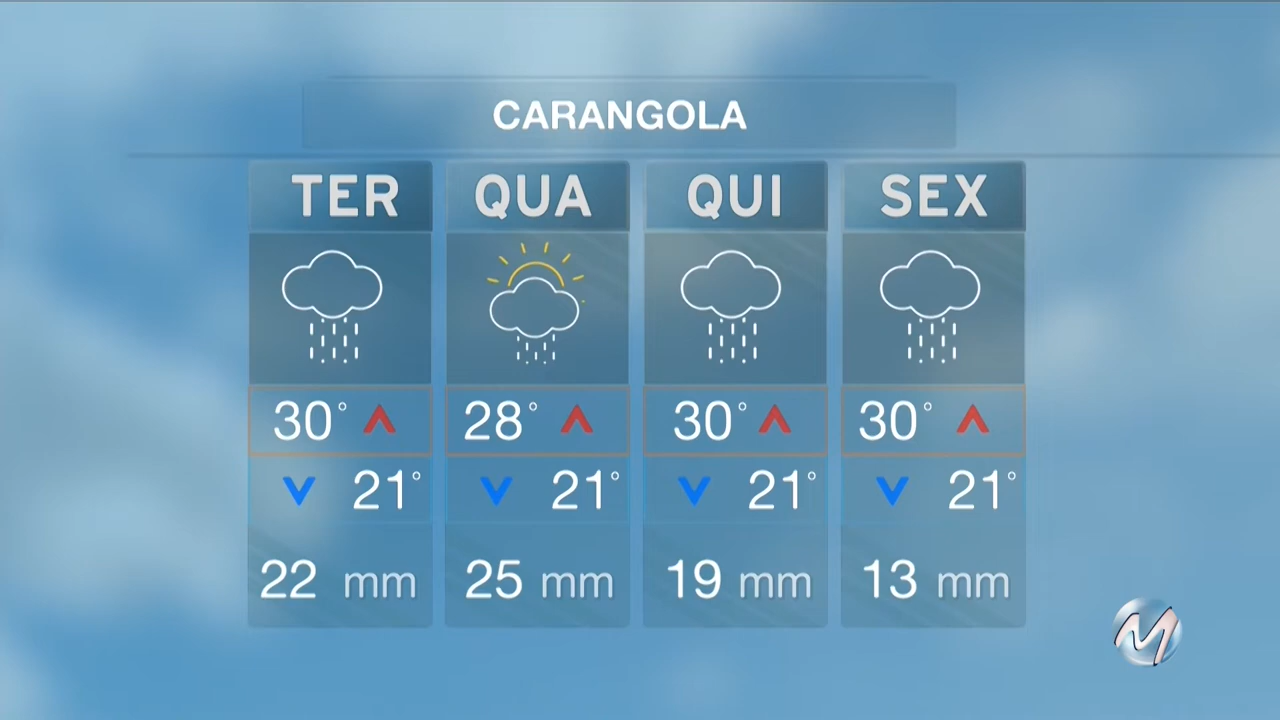 CARANGOLA
TER QUA QUI SEX
30° 28° 30° 30°
21° 21° 21° 21°
22 mm 25 mm 19 mm 13 mm
M